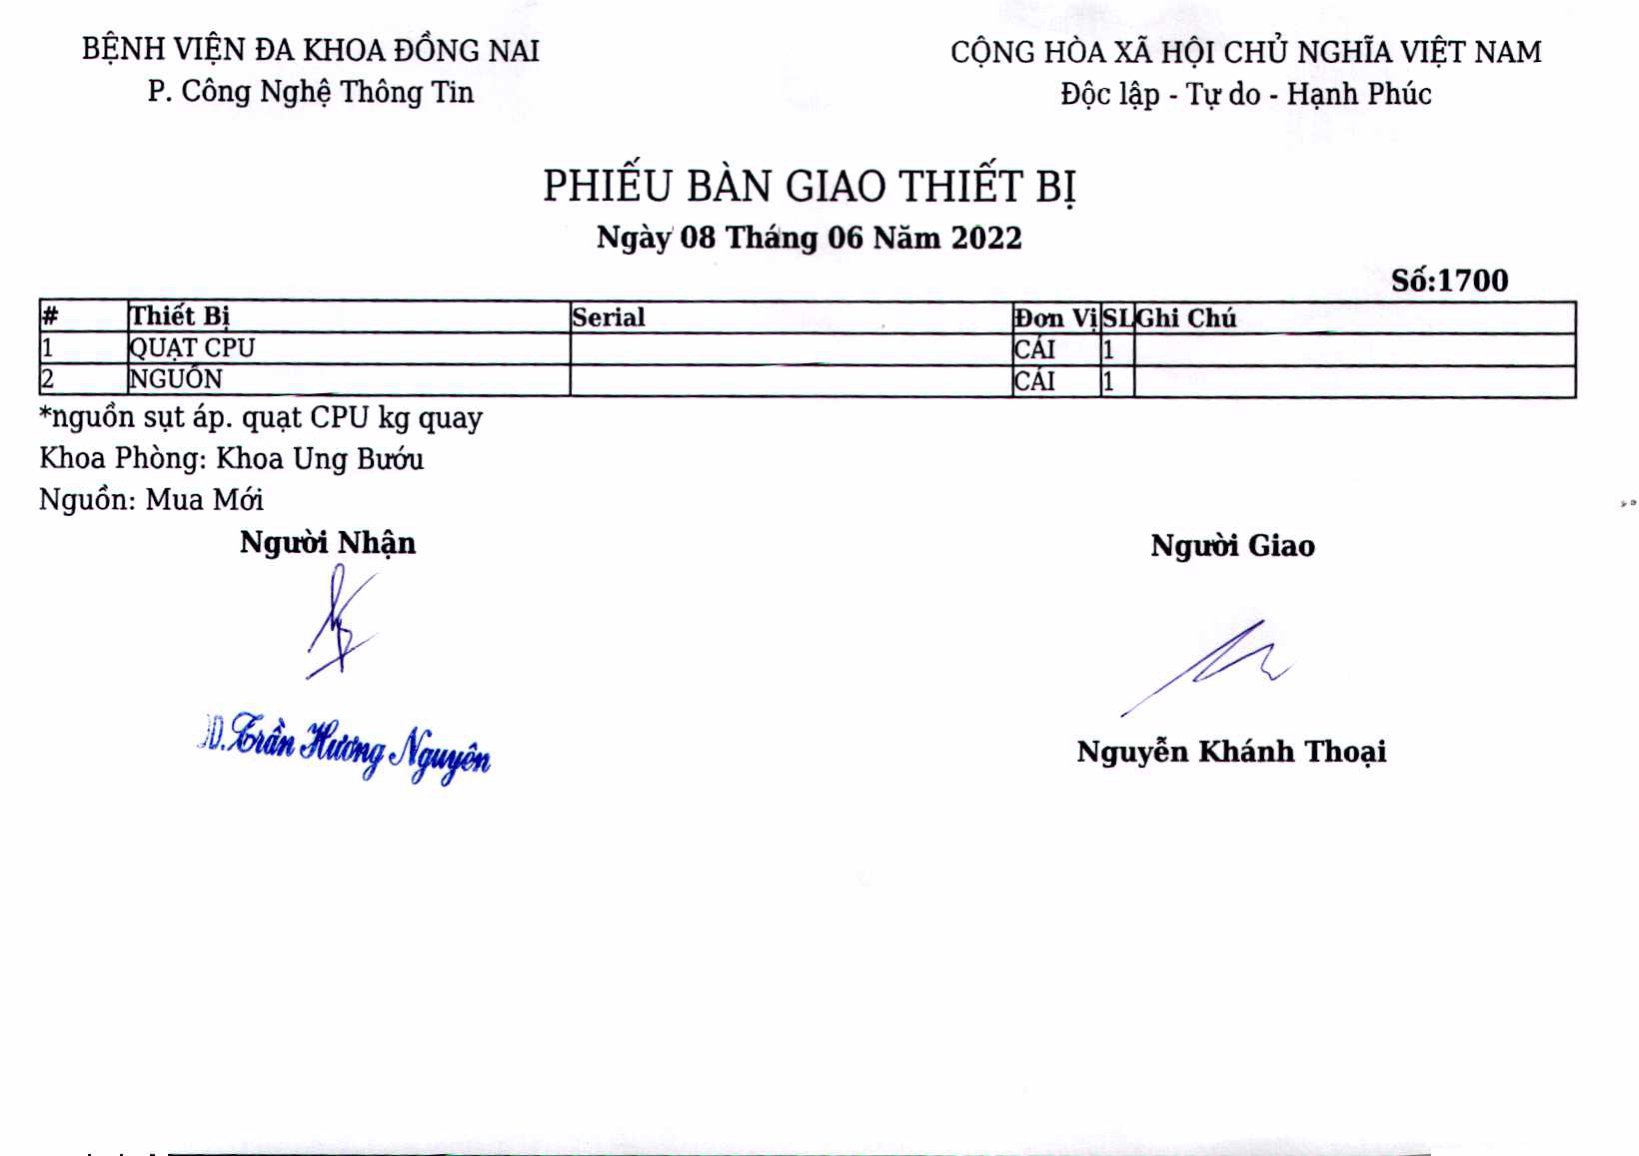 BỆNH VIỆN ĐA KHOA ĐỒNG NAI
P. Công Nghệ Thông Tin
CỘNG HÒA XÃ HỘI CHỦ NGHĨA VIỆT NAM
Độc lập - Tự do - Hạnh Phúc
PHIẾU BÀN GIAO THIẾT BỊ
Ngày 08 Tháng 06 Năm 2022
Số:1700
# Thiết Bị Serial Đơn Vị SL Ghi Chú
1 QUẠT CPU CÁI 1
2 NGUỒN CÁI 1
*nguồn sụt áp. quạt CPU kg quay
Khoa Phòng: Khoa Ung Bướu
Nguồn: Mua Mới
Người Nhận Người Giao
Trần Hương Nguyên
Nguyễn Khánh Thoại